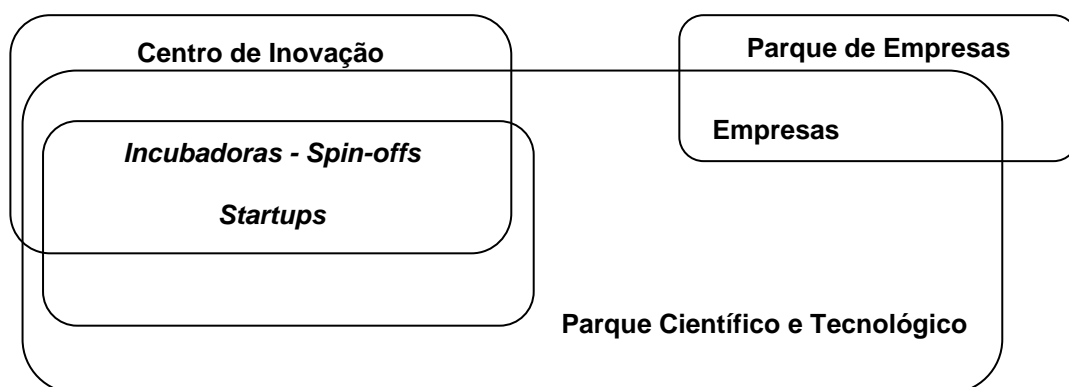 Centro de Inovação
Parque de Empresas
Empresas
Incubadoras - Spin-offs
Startups
Parque Científico e Tecnológico